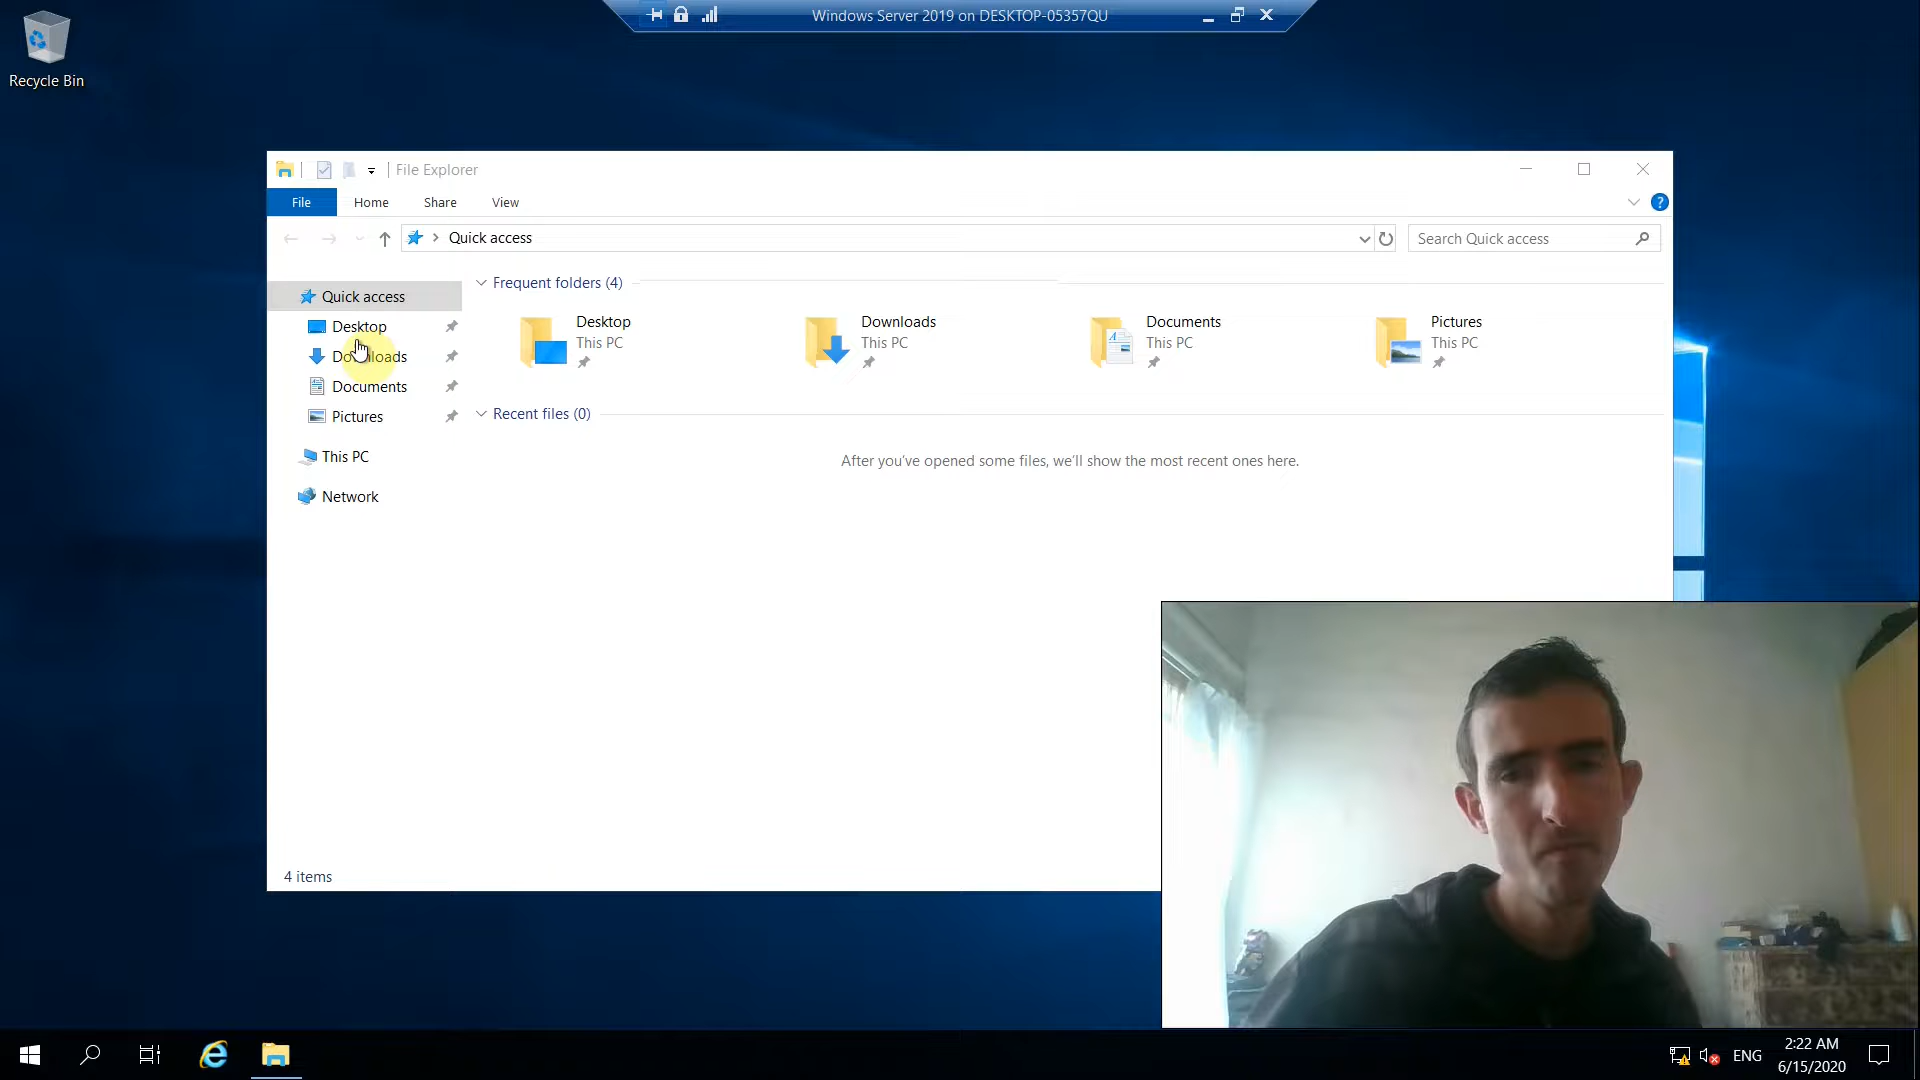 Windows Server 2019 on DESKTOP-05357QU
Recycle Bin
File Explorer
File Home Share View
Quick access
Search Quick access
Quick access
Desktop
Downloads
Documents
Pictures
This PC
Network
Frequent folders (4)
Desktop
This PC
Downloads
This PC
Documents
This PC
Pictures
This PC
Recent files (0)
After you've opened some files, we'll show the most recent ones here.
4 items
ENG
2:22 AM
6/15/2020